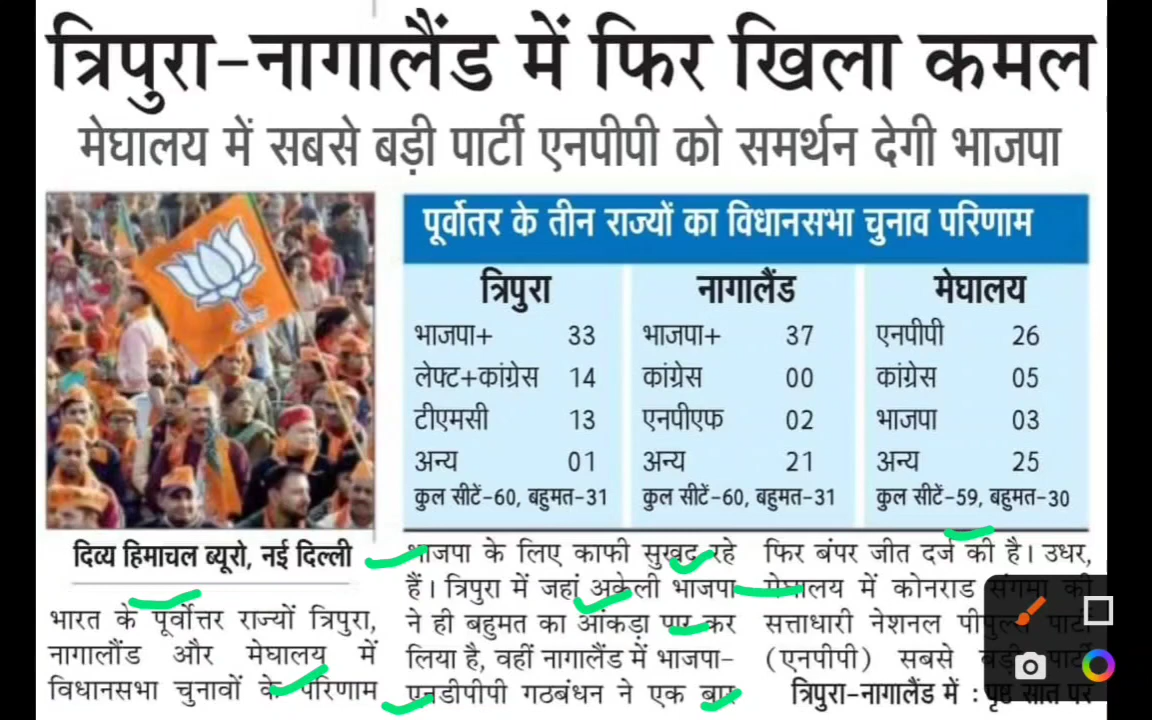 त्रिपुरा-नागालैंड में फिर खिला कमल
मेघालय में सबसे बड़ी पार्टी एनपीपी को समर्थन देगी भाजपा
पूर्वोतर के तीन राज्यों का विधानसभा चुनाव परिणाम
त्रिपुरा
भाजपा+ 33
लेफ्ट+कांग्रेस 14
टीएमसी 13
अन्य 01
कुल सीटें-60, बहुमत-31
नागालैंड
भाजपा+ 37
कांग्रेस 00
एनपीएफ 02
अन्य 21
कुल सीटें-60, बहुमत-31
मेघालय
एनपीपी 26
कांग्रेस 05
भाजपा 03
अन्य 25
कुल सीटें-59, बहुमत-30
दिव्य हिमाचल ब्यूरो, नई दिल्ली
भारत के पूर्वोत्तर राज्यों त्रिपुरा,
नागालौंड और मेघालय में
विधानसभा चुनावों के परिणाम
भाजपा के लिए काफी सुखद रहे
हैं। त्रिपुरा में जहां अकेली भाजपा
ने ही बहुमत का आंकड़ा पार कर
लिया है, वहीं नागालैंड में भाजपा-
एनडीपीपी गठबंधन ने एक बार
फिर बंपर जीत दर्ज की है। उधर,
मेघालय में कोनराड संगमा की
सत्ताधारी नेशनल पीपुल्स पार्टी
(एनपीपी) सबसे बड़ी पार्टी
त्रिपुरा-नागालैंड में : पृष्ठ सात पर